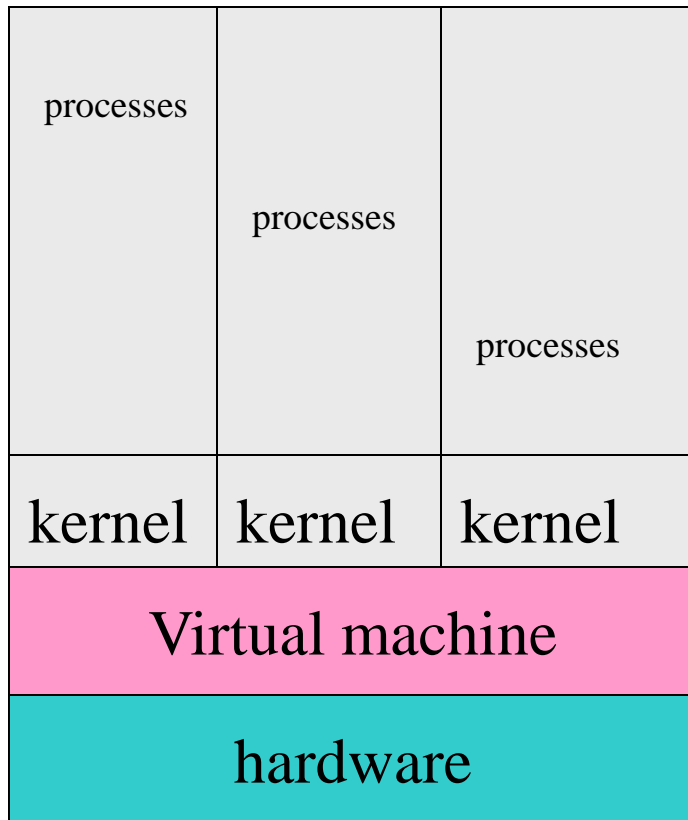 processes
processes
processes
kernel kernel kernel
Virtual machine
hardware